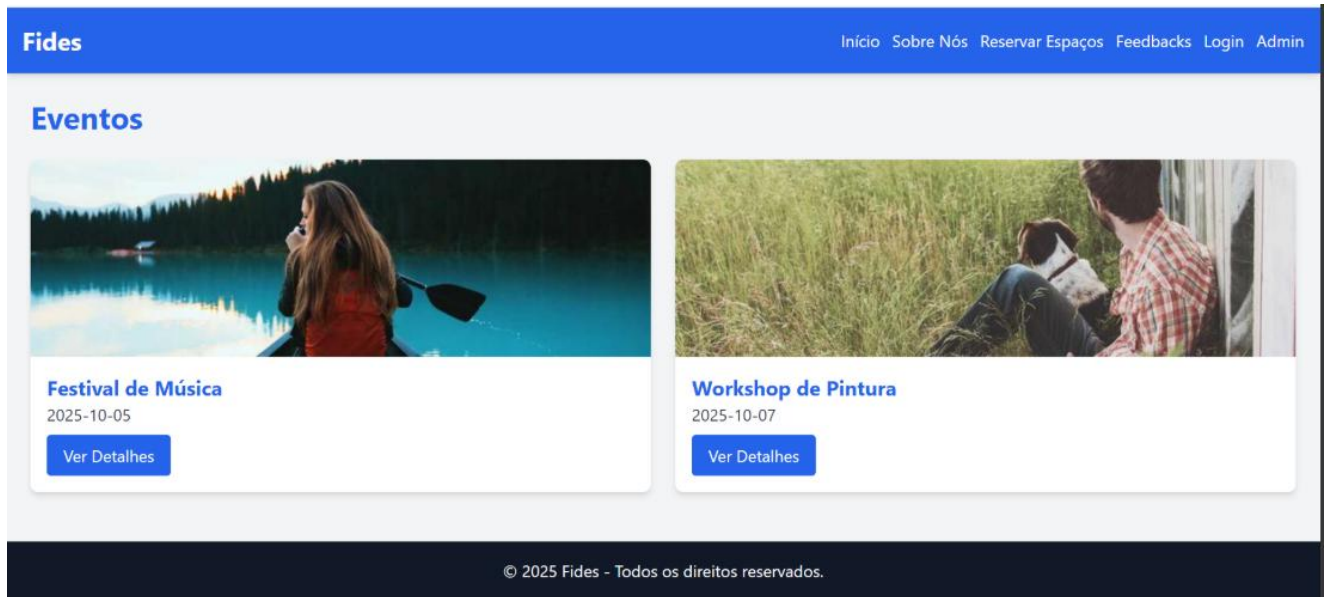 Fides
Início Sobre Nós Reservar Espaços Feedbacks Login Admin
Eventos
Festival de Música
2025-10-05
Ver Detalhes
Workshop de Pintura
2025-10-07
Ver Detalhes
© 2025 Fides - Todos os direitos reservados.